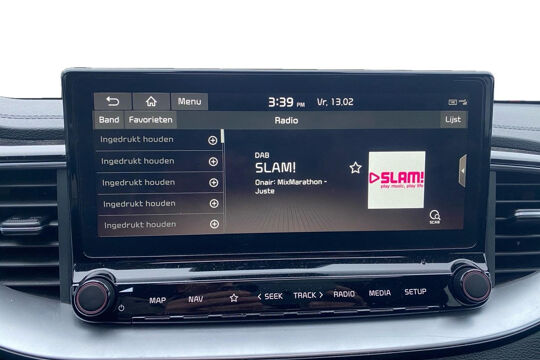 Menu
3:39 PM
Vr, 13.02
Band
Favorieten
Radio
Lijst
Ingedrukt houden
Ingedrukt houden
Ingedrukt houden
Ingedrukt houden
Ingedrukt houden
DAB
SLAM!
Onair: MixMarathon -
Juste
SLAM!
play music, play life
SCAN
MAP
NAV
< SEEK
TRACK >
RADIO
MEDIA
SETUP